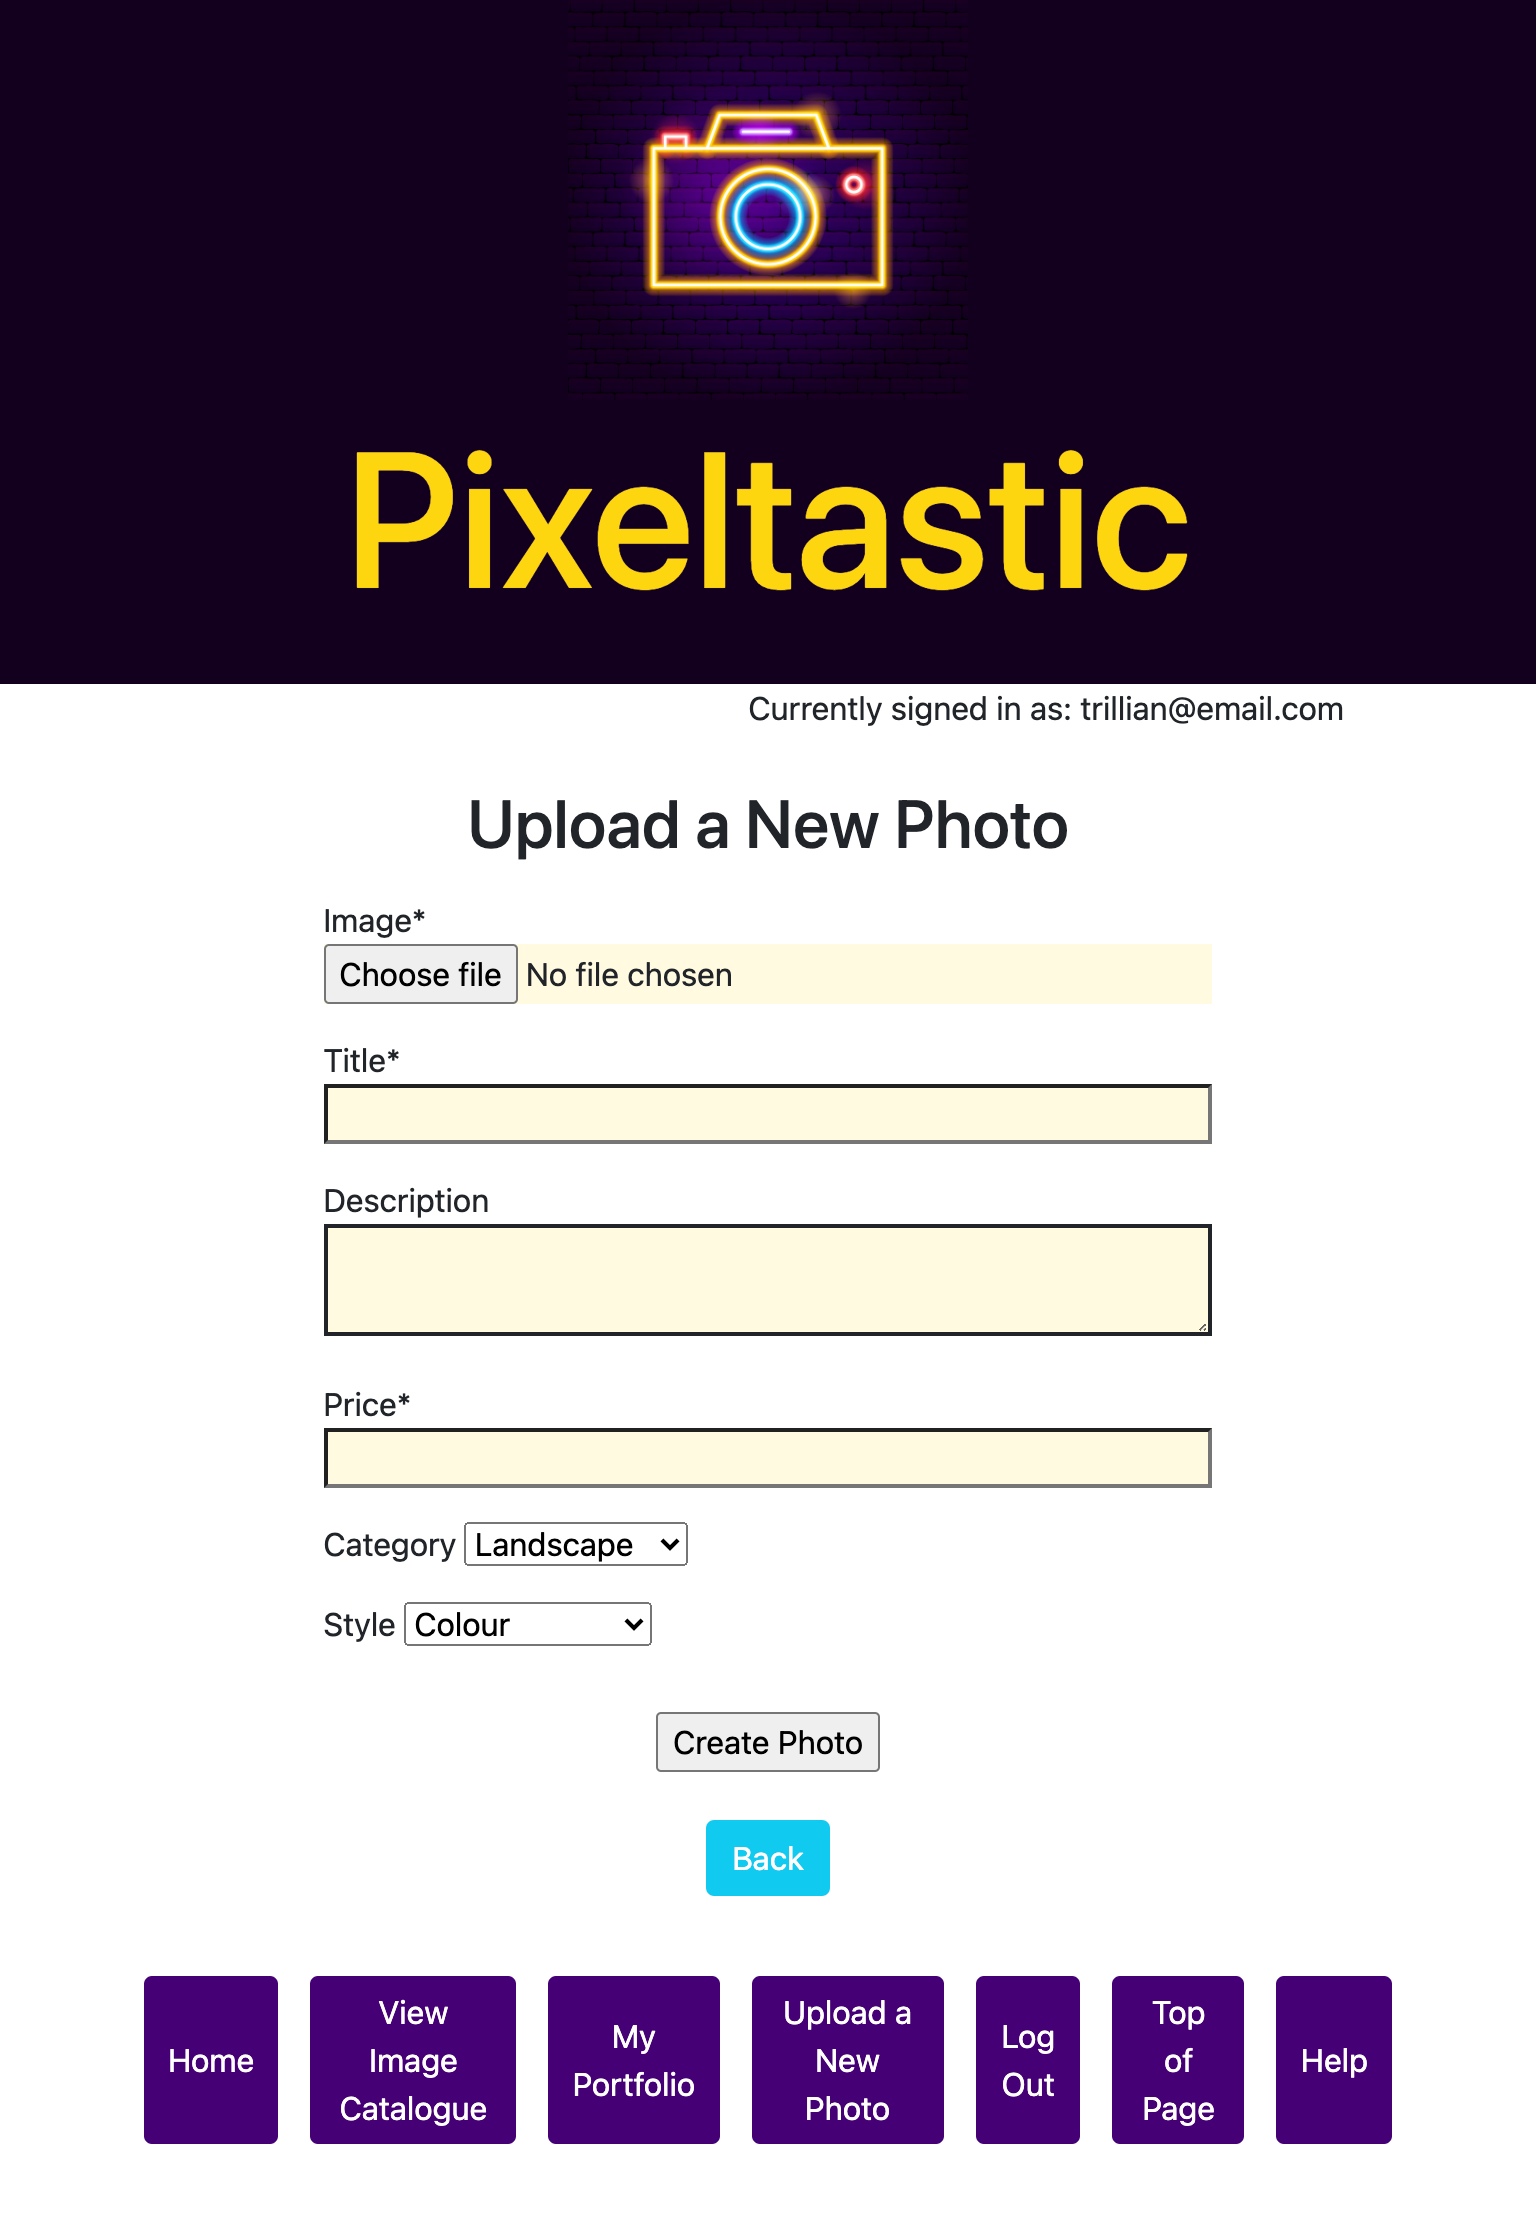 Pixeltastic
Currently signed in as: trillian@email.com
Upload a New Photo
Image*
Choose file No file chosen
Title*
Description
Price*
Category Landscape
Style Colour
Create Photo
Back
Home
View
Image
Catalogue
My
Portfolio
Upload a
New
Photo
Log
Out
Top
of
Page
Help